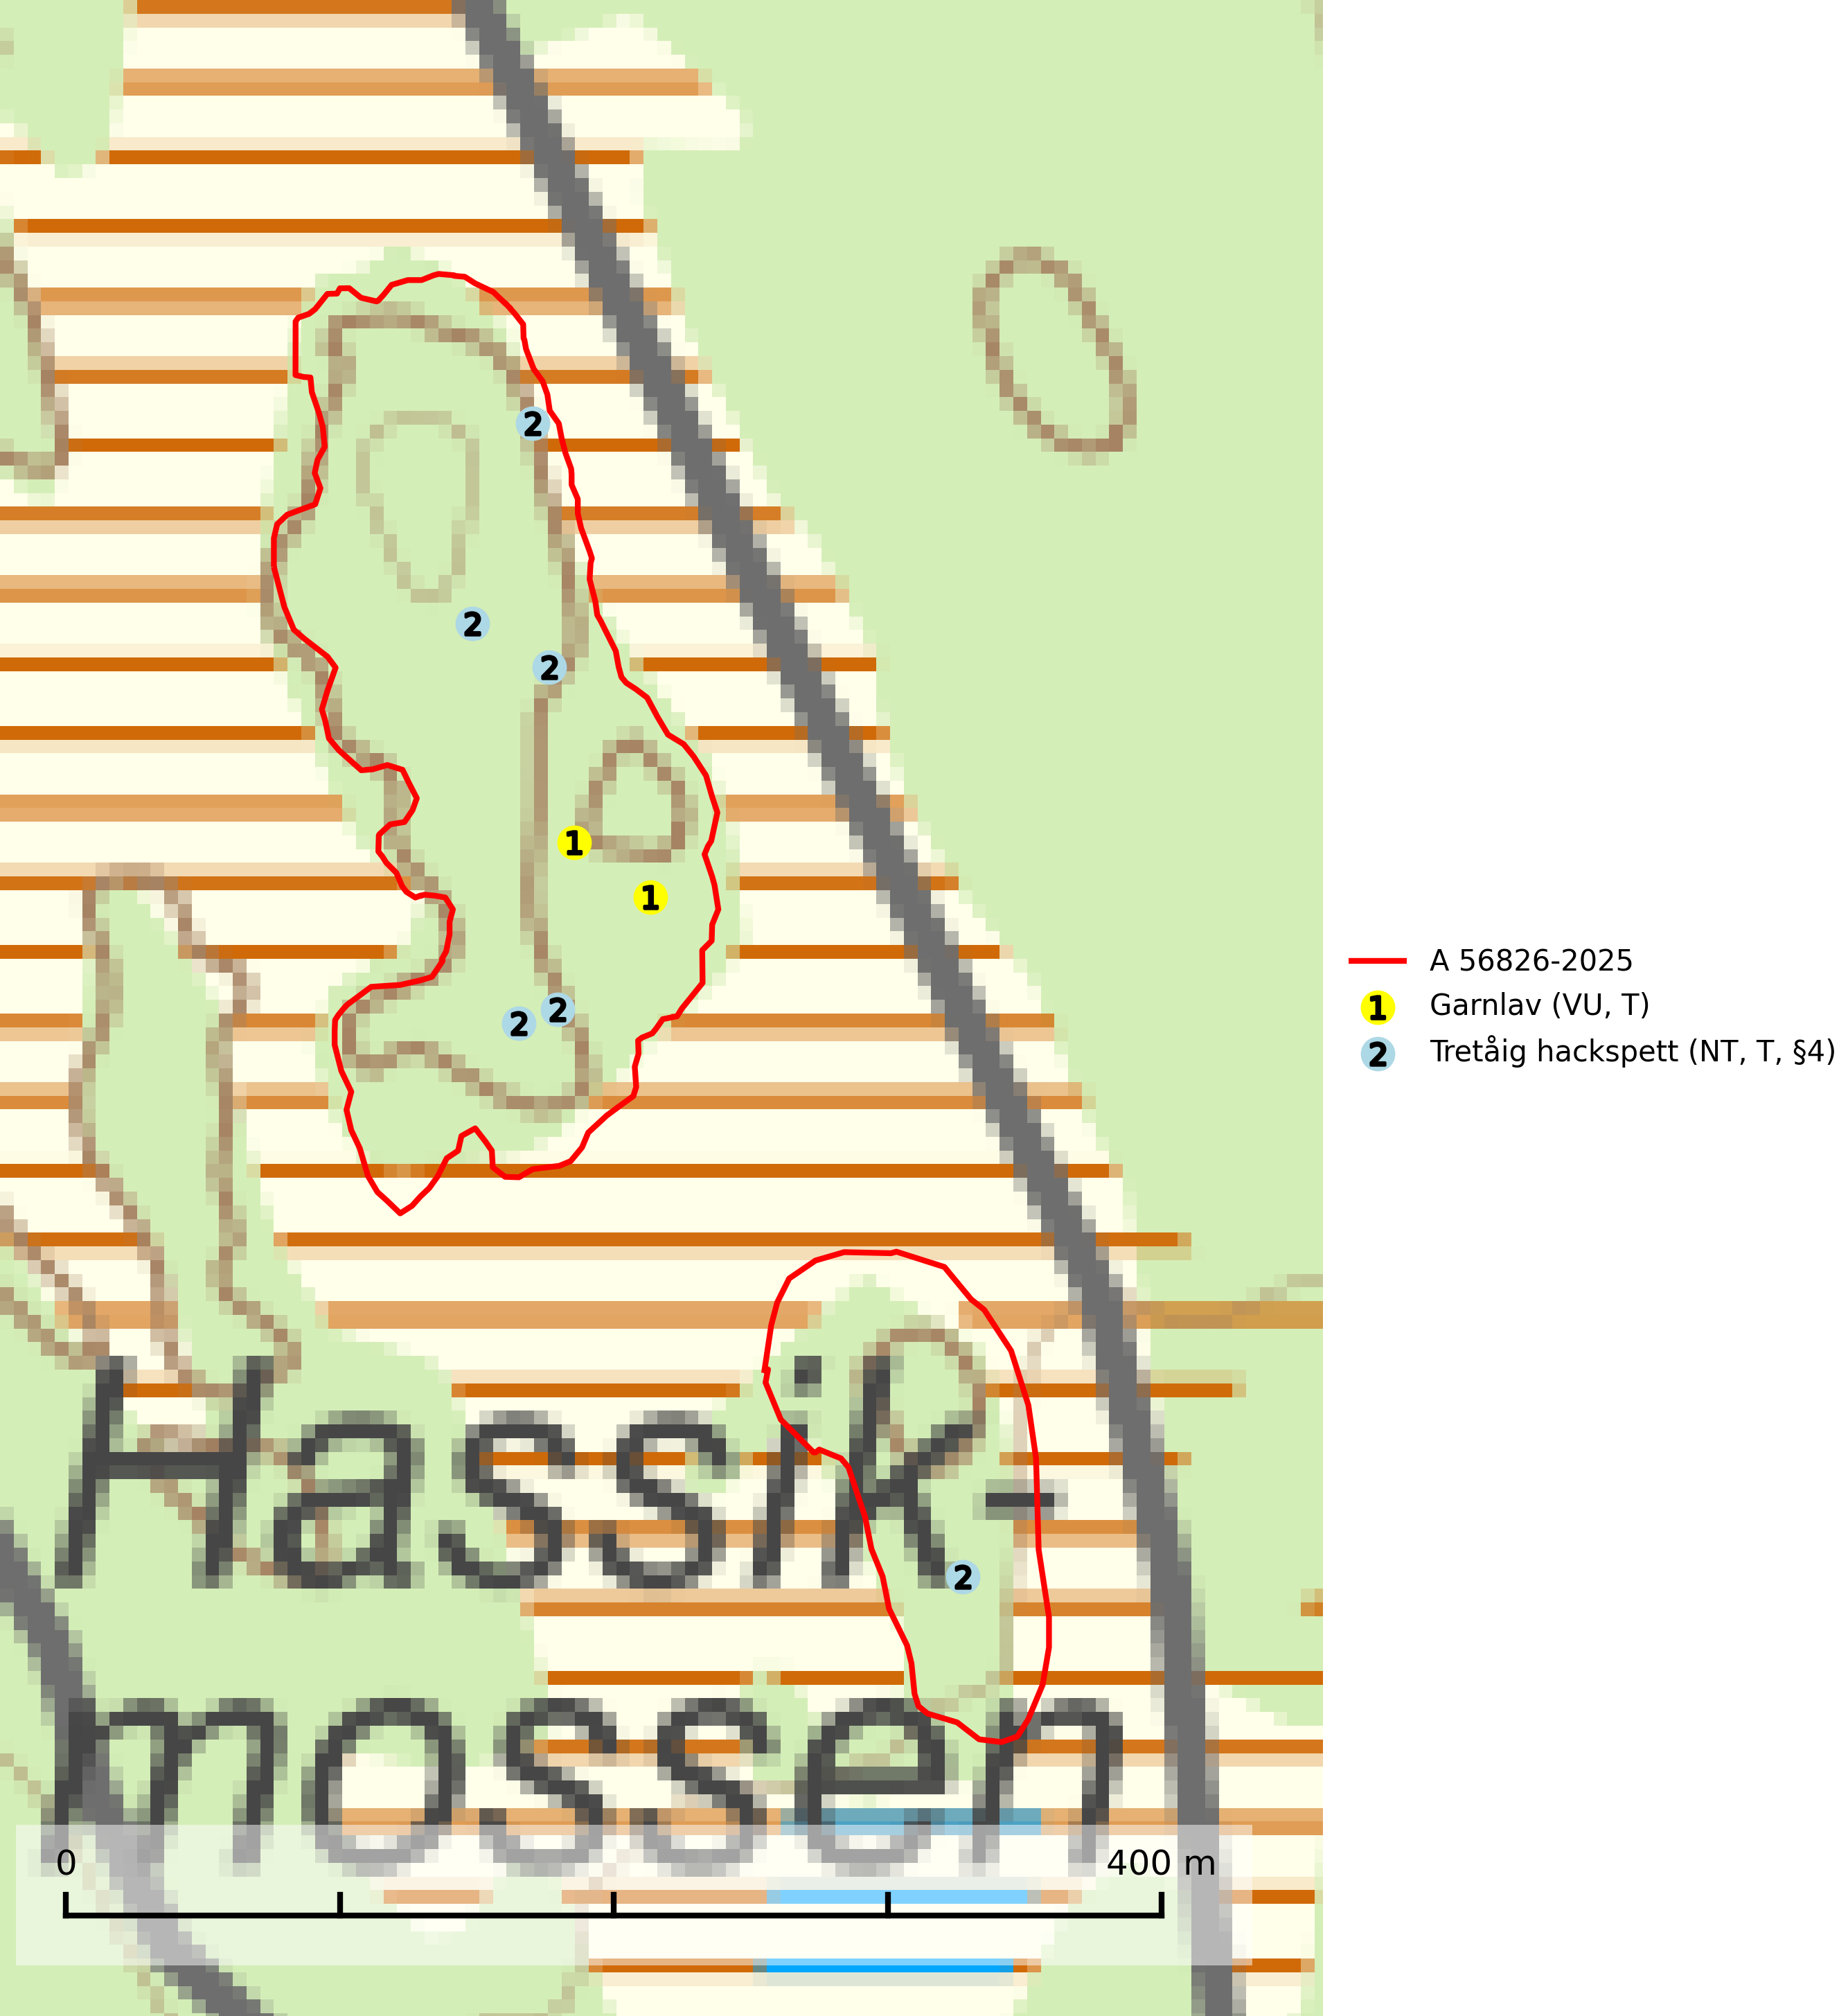 2
2
2
1
1
2
2
A 56826-2025
1 Garnlav (VU, T)
2 Tretåig hackspett (NT, T, §4)
Hassik-
2
mossen
0 400 m